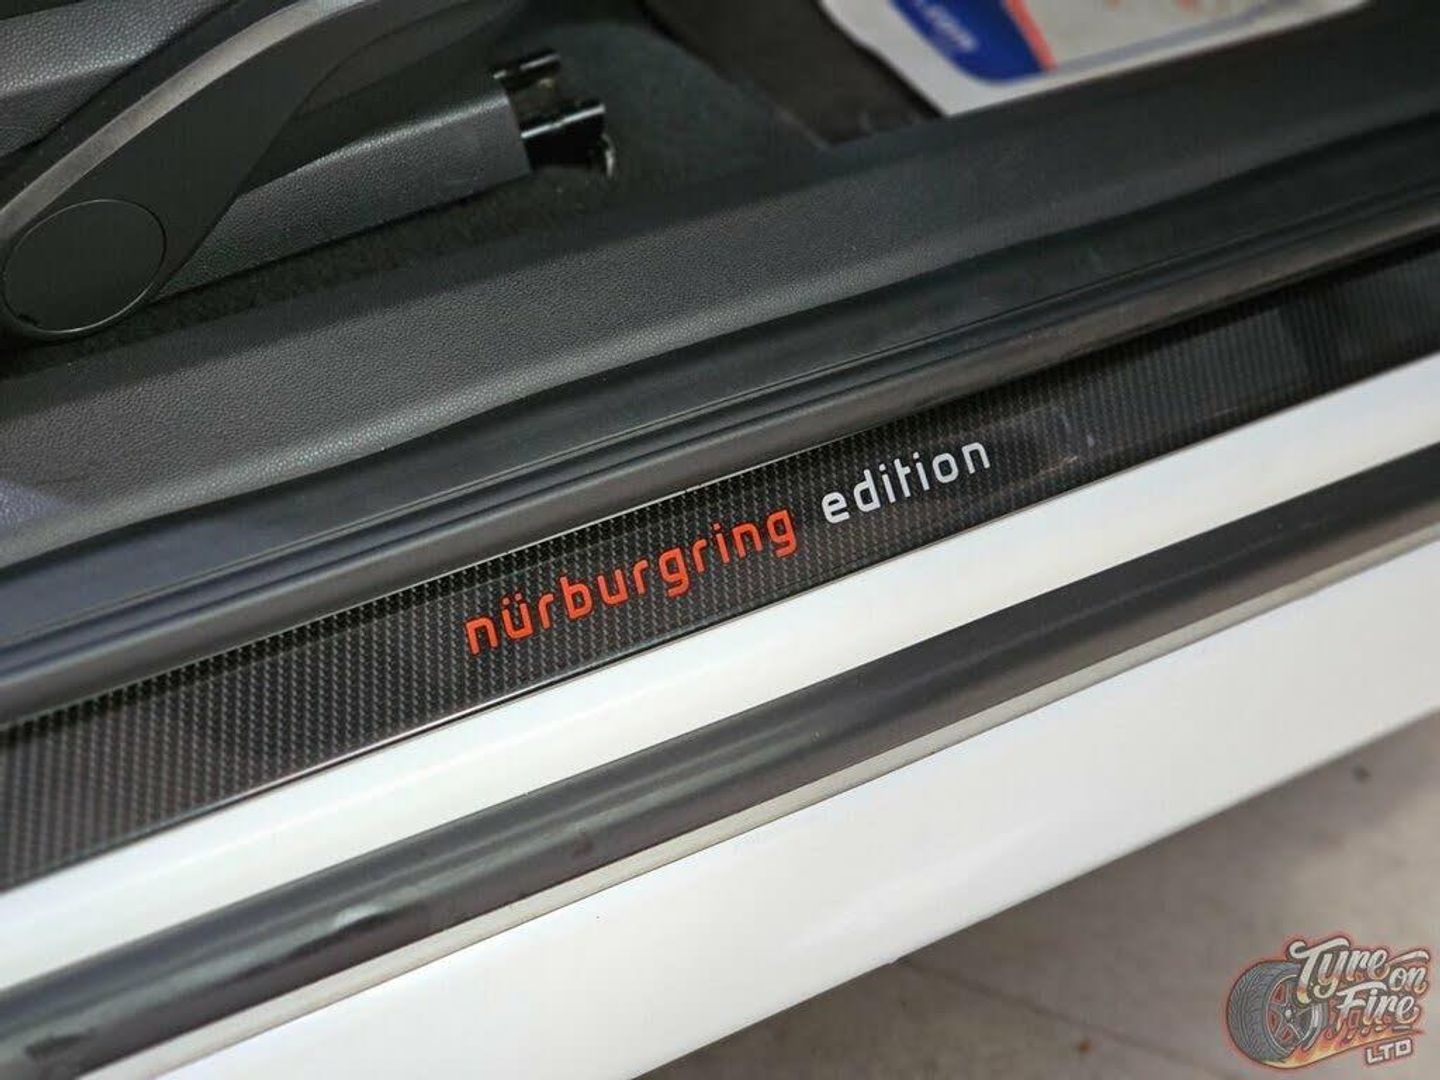 nürburgring edition
Tyre on
Fire
LTD